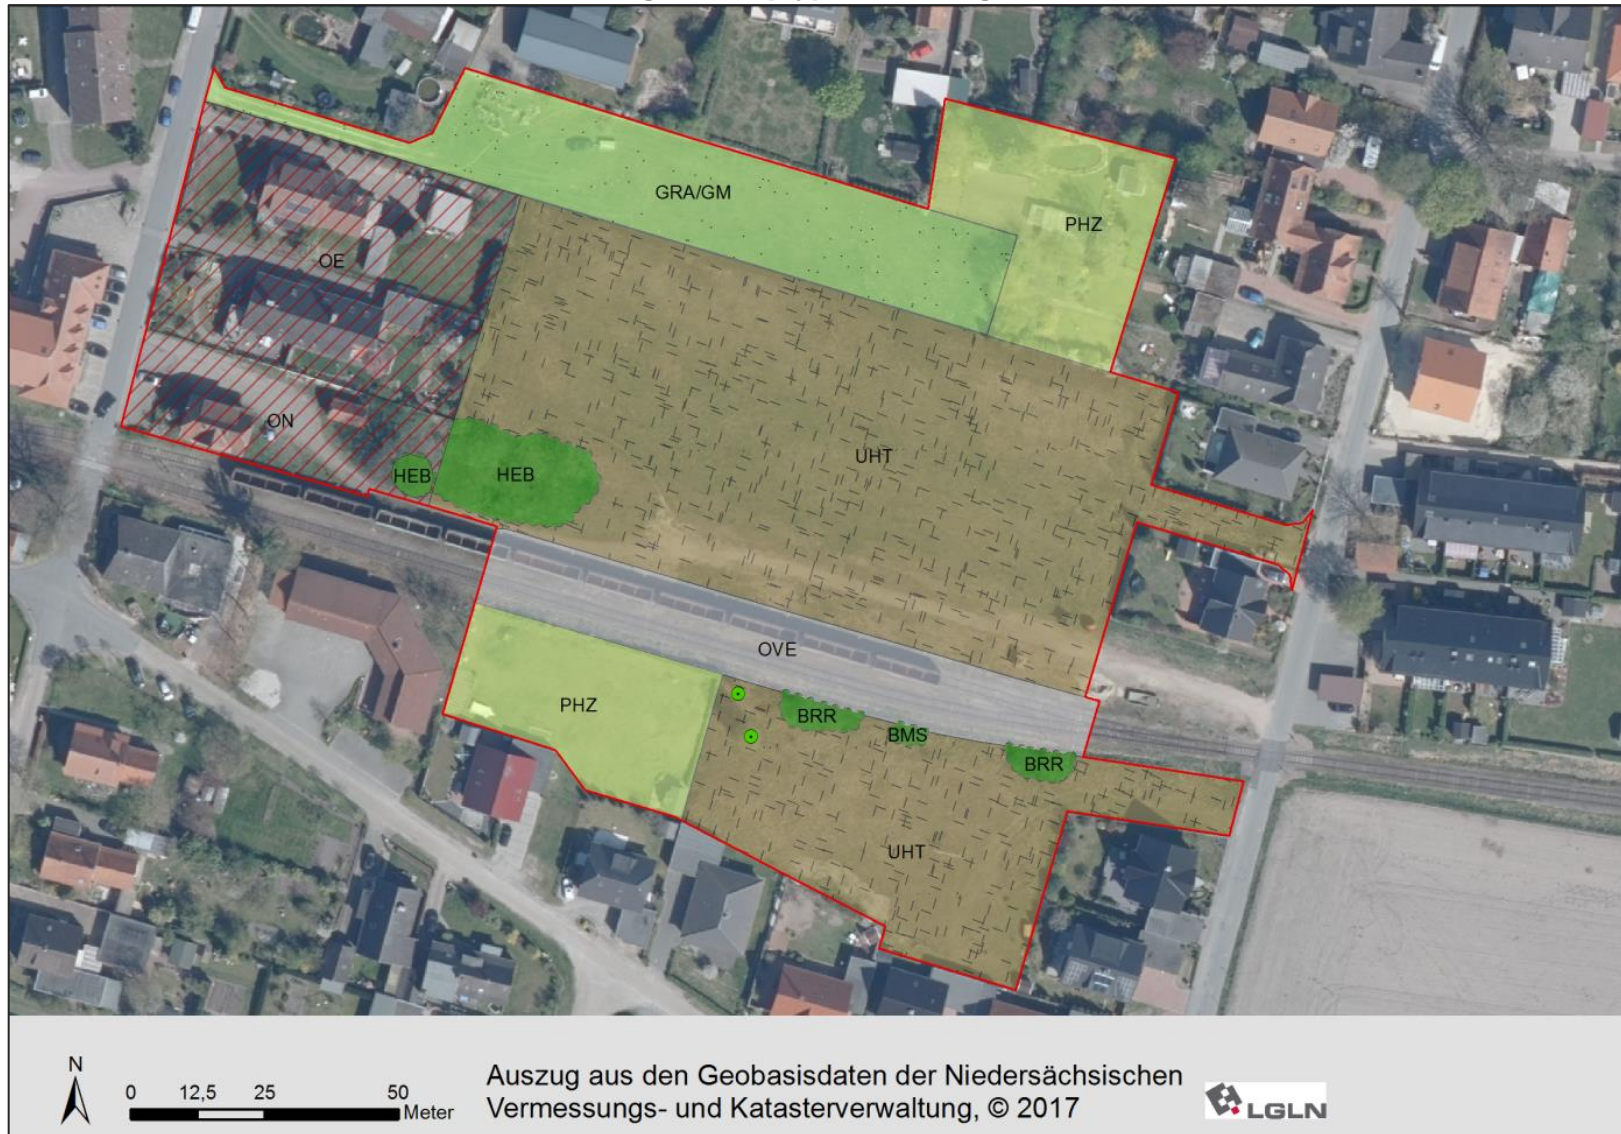 GRA/GM
PHZ
OE
ON
UHT
HEB
HEB
OVE
PHZ
BRR
BMS
BRR
UHT
N
0 12,5 25 50
Meter
Auszug aus den Geobasisdaten der Niedersächsischen
Vermessungs- und Katasterverwaltung, © 2017
LGLN